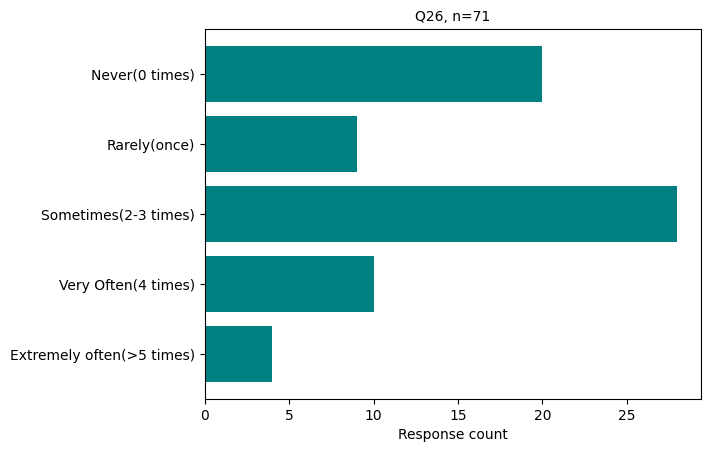 Q26, n=71
Never(0 times)
Rarely(once)
Sometimes(2-3 times)
Very Often(4 times)
Extremely often(>5 times)
0 5 10 15 20 25
Response count